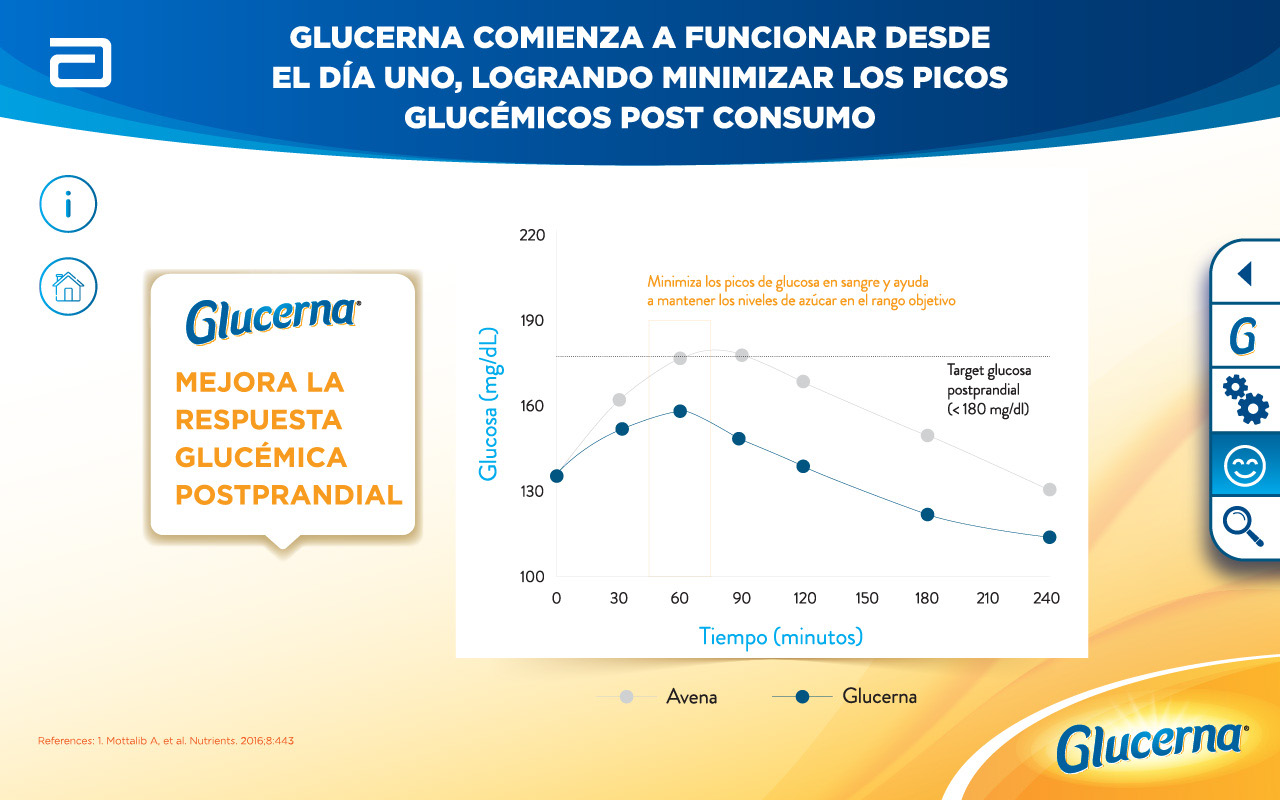 GLUCERNA COMIENZA A FUNCIONAR DESDE
EL DÍA UNO, LOGRANDO MINIMIZAR LOS PICOS
GLUCÉMICOS POST CONSUMO
i
Glucerna®
MEJORA LA
RESPUESTA
GLUCÉMICA
POSTPRANDIAL
Glucosa (mg/dL)
220
190
160
130
100
Minimiza los picos de glucosa en sangre y ayuda
a mantener los niveles de azúcar en el rango objetivo
Target glucosa
postprandial
(< 180 mg/dl)
0 30 60 90 120 150 180 210 240
Tiempo (minutos)
Avena Glucerna
G
References: 1. Mottalib A, et al. Nutrients. 2016;8:443
Glucerna®